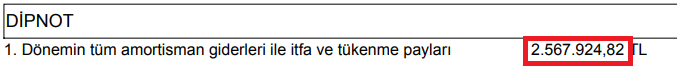 DİPNOT
1. Dönemin tüm amortisman giderleri ile itfa ve tükenme payları 2.567.924,82 TL